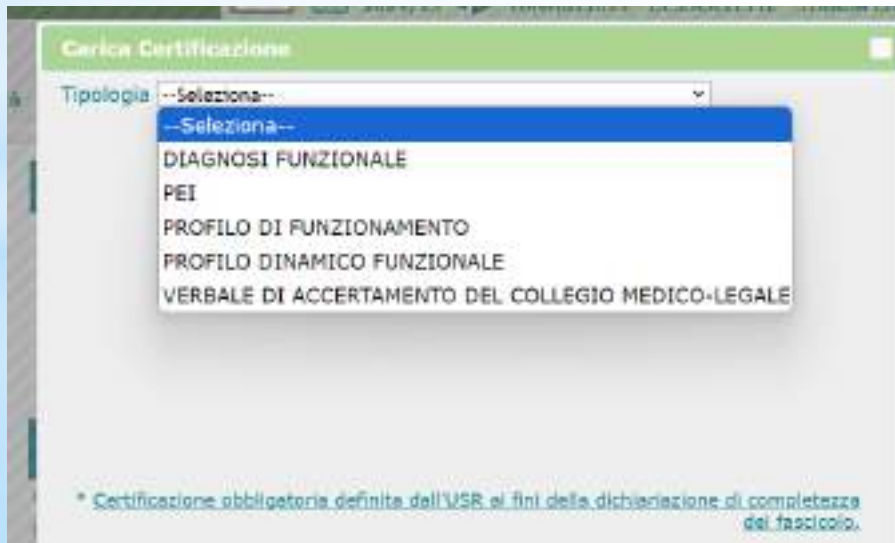 Carica Certificazione
Tipologia --Seleziona--
--Seleziona--
DIAGNOSI FUNZIONALE
PEI
PROFILO DI FUNZIONAMENTO
PROFILO DINAMICO FUNZIONALE
VERBALE DI ACCERTAMENTO DEL COLLEGIO MEDICO-LEGALE
* Certificazione obbligatoria definita dall'USR ai fini della dichiariazione di completezza
del fascicolo.